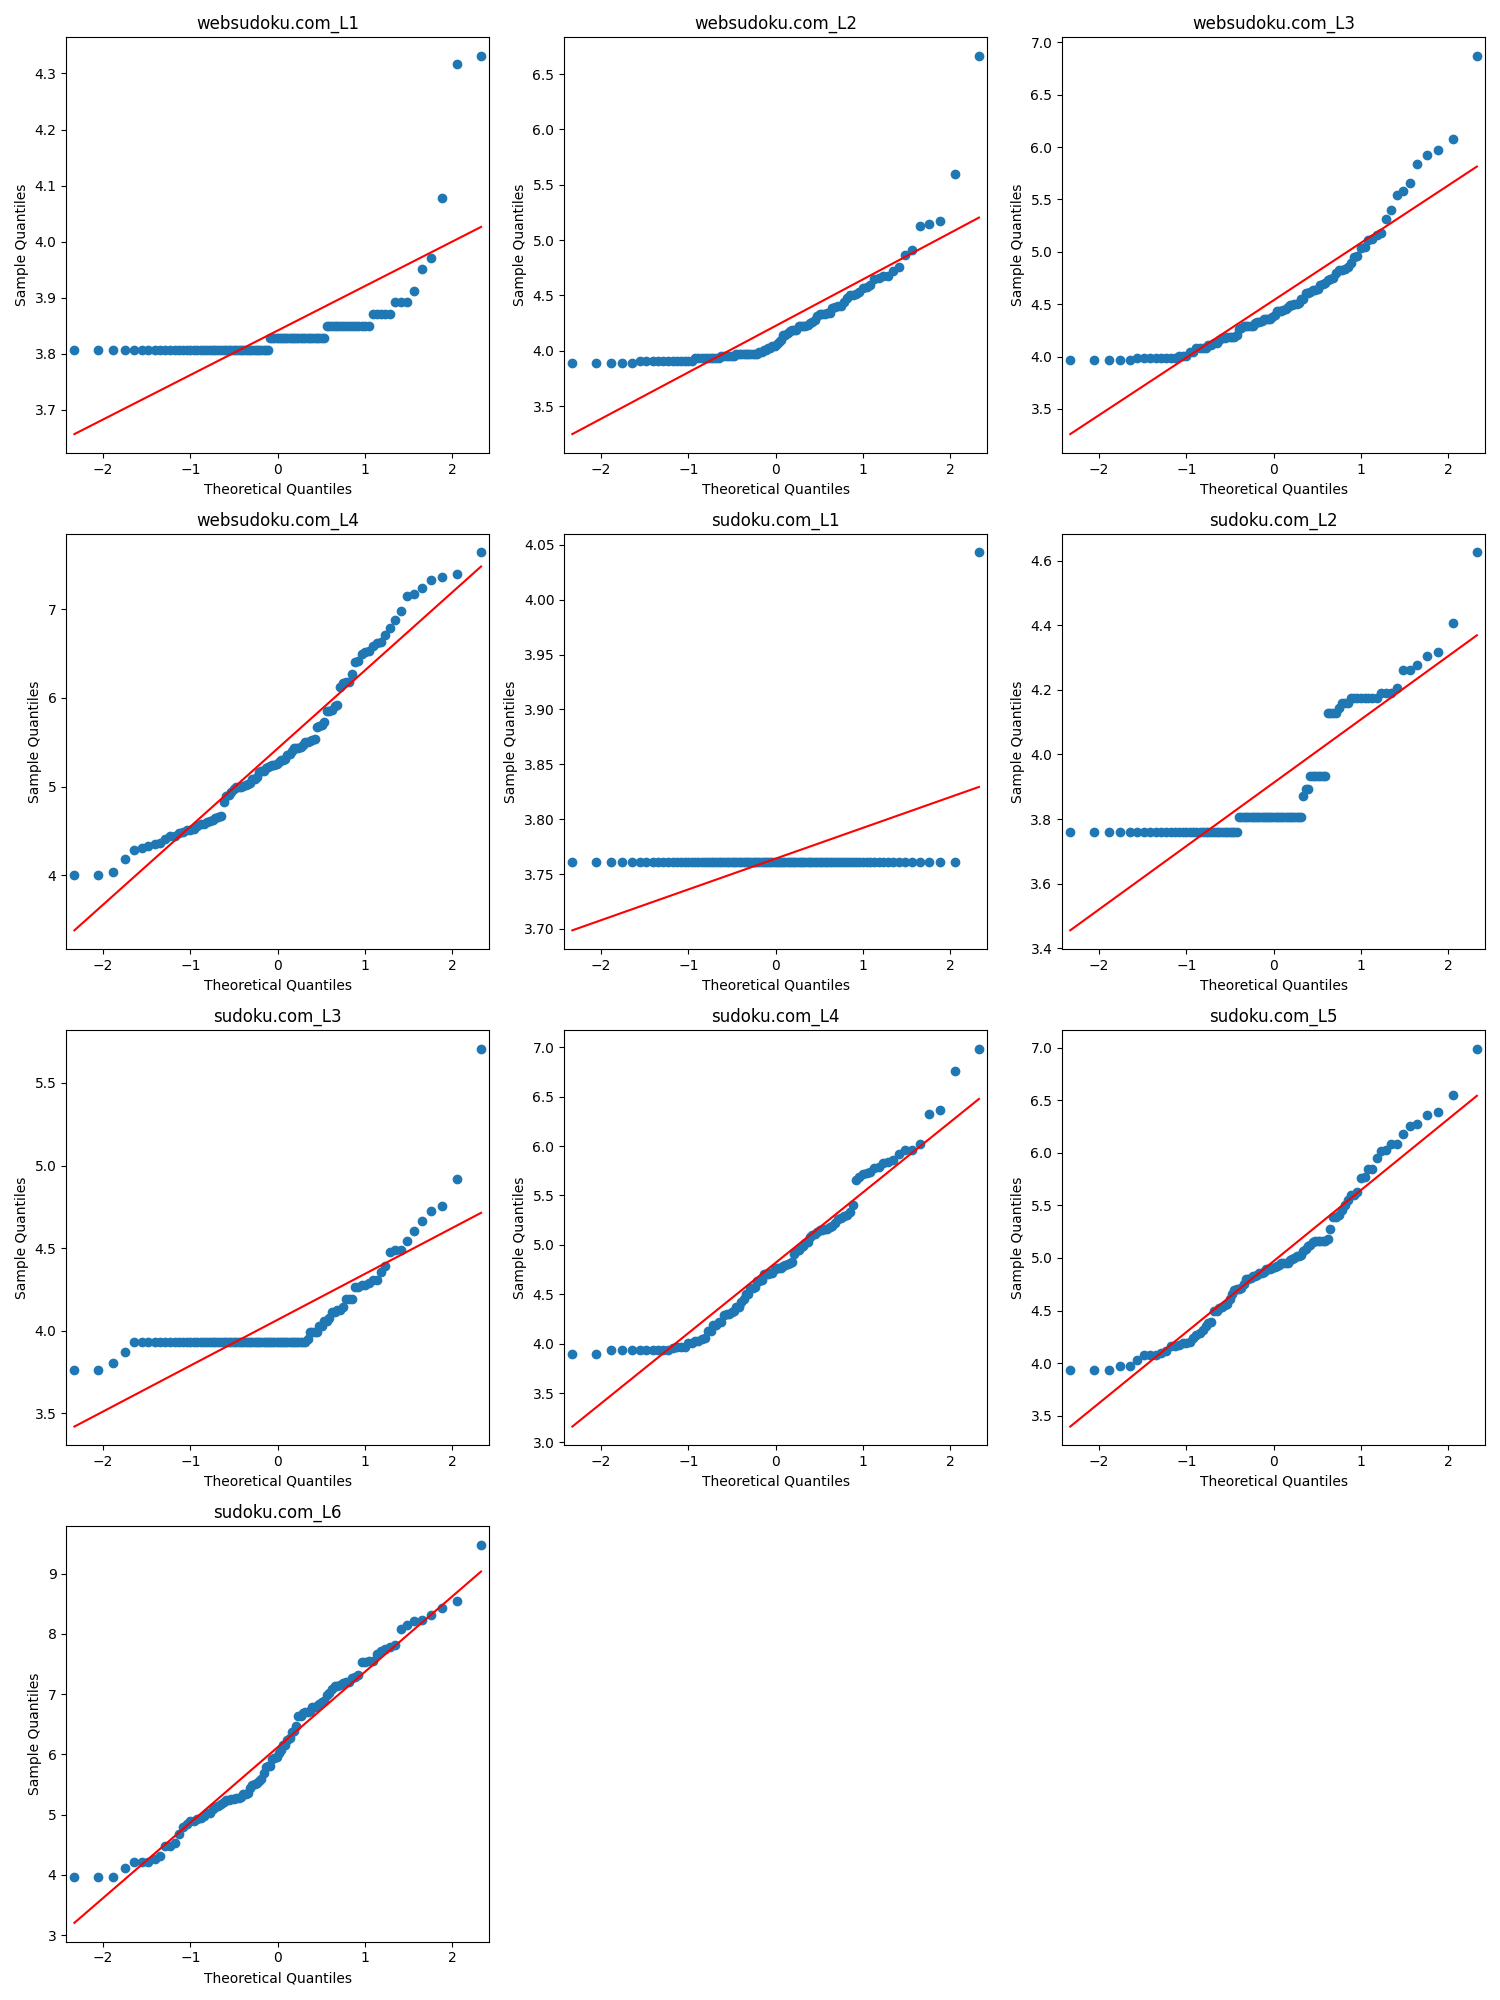 websudoku.com_L1
websudoku.com_L2
websudoku.com_L3
4.3
4.2
4.1
4.0
3.9
3.8
3.7
Sample Quantiles
−2 −1 0 1 2
Theoretical Quantiles
6.5
6.0
5.5
5.0
4.5
4.0
3.5
Sample Quantiles
−2 −1 0 1 2
Theoretical Quantiles
7.0
6.5
6.0
5.5
5.0
4.5
4.0
3.5
Sample Quantiles
−2 −1 0 1 2
Theoretical Quantiles
websudoku.com_L4
sudoku.com_L1
sudoku.com_L2
7
6
5
4
Sample Quantiles
−2 −1 0 1 2
Theoretical Quantiles
4.05
4.00
3.95
3.90
3.85
3.80
3.75
3.70
Sample Quantiles
−2 −1 0 1 2
Theoretical Quantiles
4.6
4.4
4.2
4.0
3.8
3.6
3.4
Sample Quantiles
−2 −1 0 1 2
Theoretical Quantiles
sudoku.com_L3
sudoku.com_L4
sudoku.com_L5
5.5
5.0
4.5
4.0
3.5
Sample Quantiles
−2 −1 0 1 2
Theoretical Quantiles
7.0
6.5
6.0
5.5
5.0
4.5
4.0
3.5
3.0
Sample Quantiles
−2 −1 0 1 2
Theoretical Quantiles
7.0
6.5
6.0
5.5
5.0
4.5
4.0
3.5
Sample Quantiles
−2 −1 0 1 2
Theoretical Quantiles
sudoku.com_L6
9
8
7
6
5
4
3
Sample Quantiles
−2 −1 0 1 2
Theoretical Quantiles